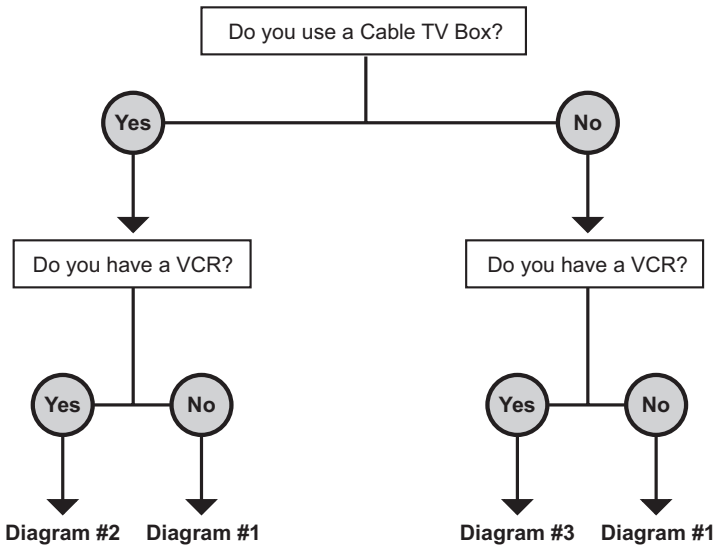 Do you use a Cable TV Box?
Yes
No
Do you have a VCR?
Do you have a VCR?
Yes
No
Yes
No
Diagram #2
Diagram #1
Diagram #3
Diagram #1